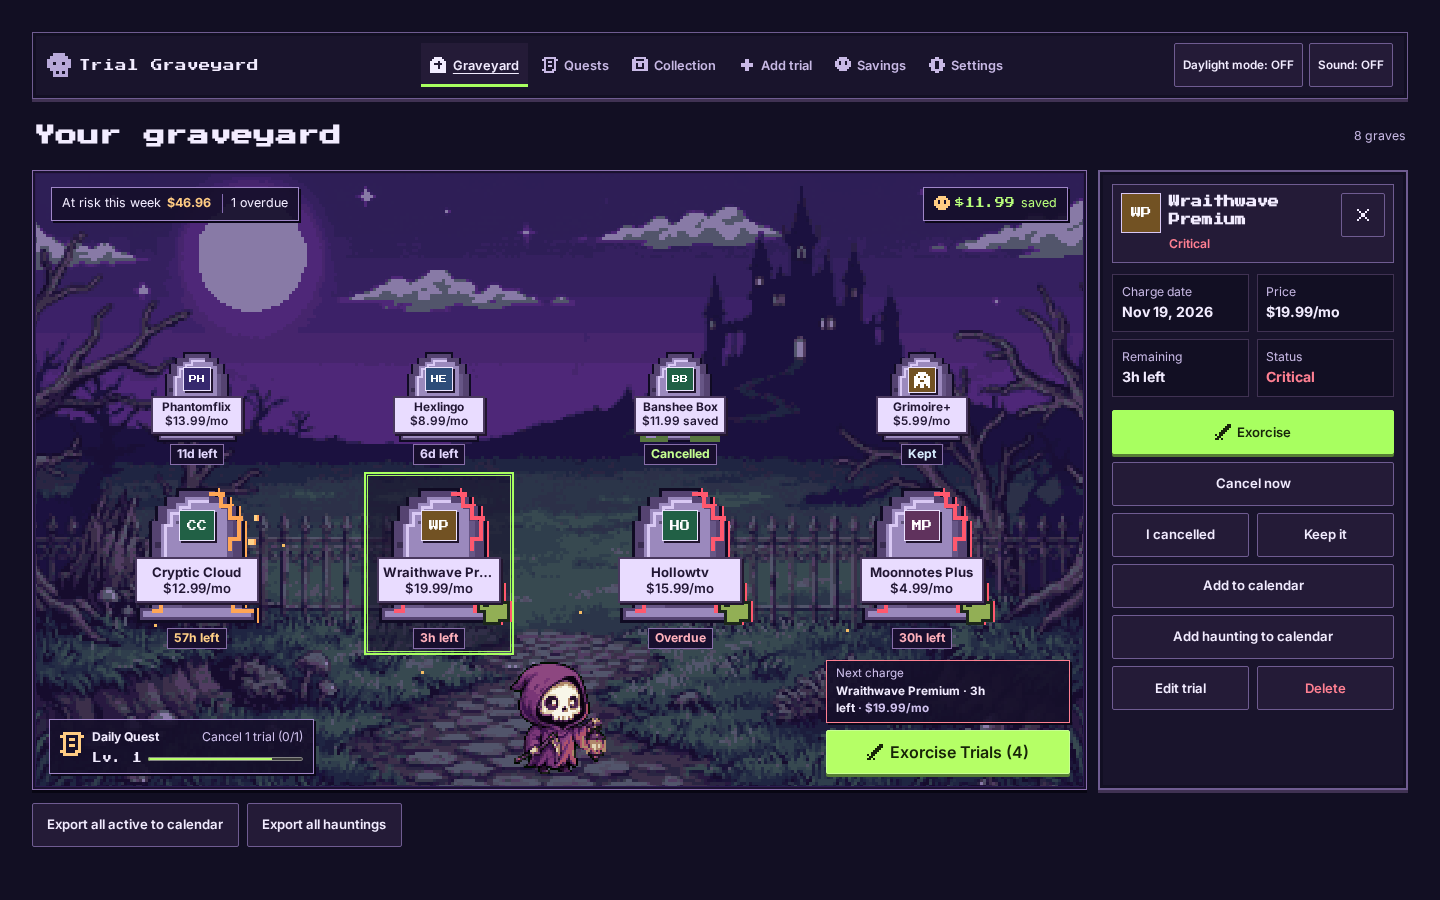 Trial Graveyard
Graveyard
Quests
Collection
Add trial
Savings
Settings
Daylight mode: OFF
Sound: OFF
Your graveyard
8 graves
At risk this week $46.96
1 overdue
$11.99 saved
PH
Phantomflix
$13.99/mo
11d left
HE
Hexlingo
$8.99/mo
6d left
BB
Banshee Box
$11.99 saved
Cancelled
Grimoire+
$5.99/mo
Kept
CC
Cryptic Cloud
$12.99/mo
57h left
WP
Wraithwave Pr...
$19.99/mo
3h left
HO
Hollowtv
$15.99/mo
Overdue
MP
Moonnotes Plus
$4.99/mo
30h left
Daily Quest
Cancel 1 trial (0/1)
Lv. 1
Next charge
Wraithwave Premium · 3h
left · $19.99/mo
Exorcise Trials (4)
WP
Wraithwave
Premium
Critical
Charge date
Nov 19, 2026
Price
$19.99/mo
Remaining
3h left
Status
Critical
Exorcise
Cancel now
I cancelled
Keep it
Add to calendar
Add haunting to calendar
Edit trial
Delete
Export all active to calendar
Export all hauntings